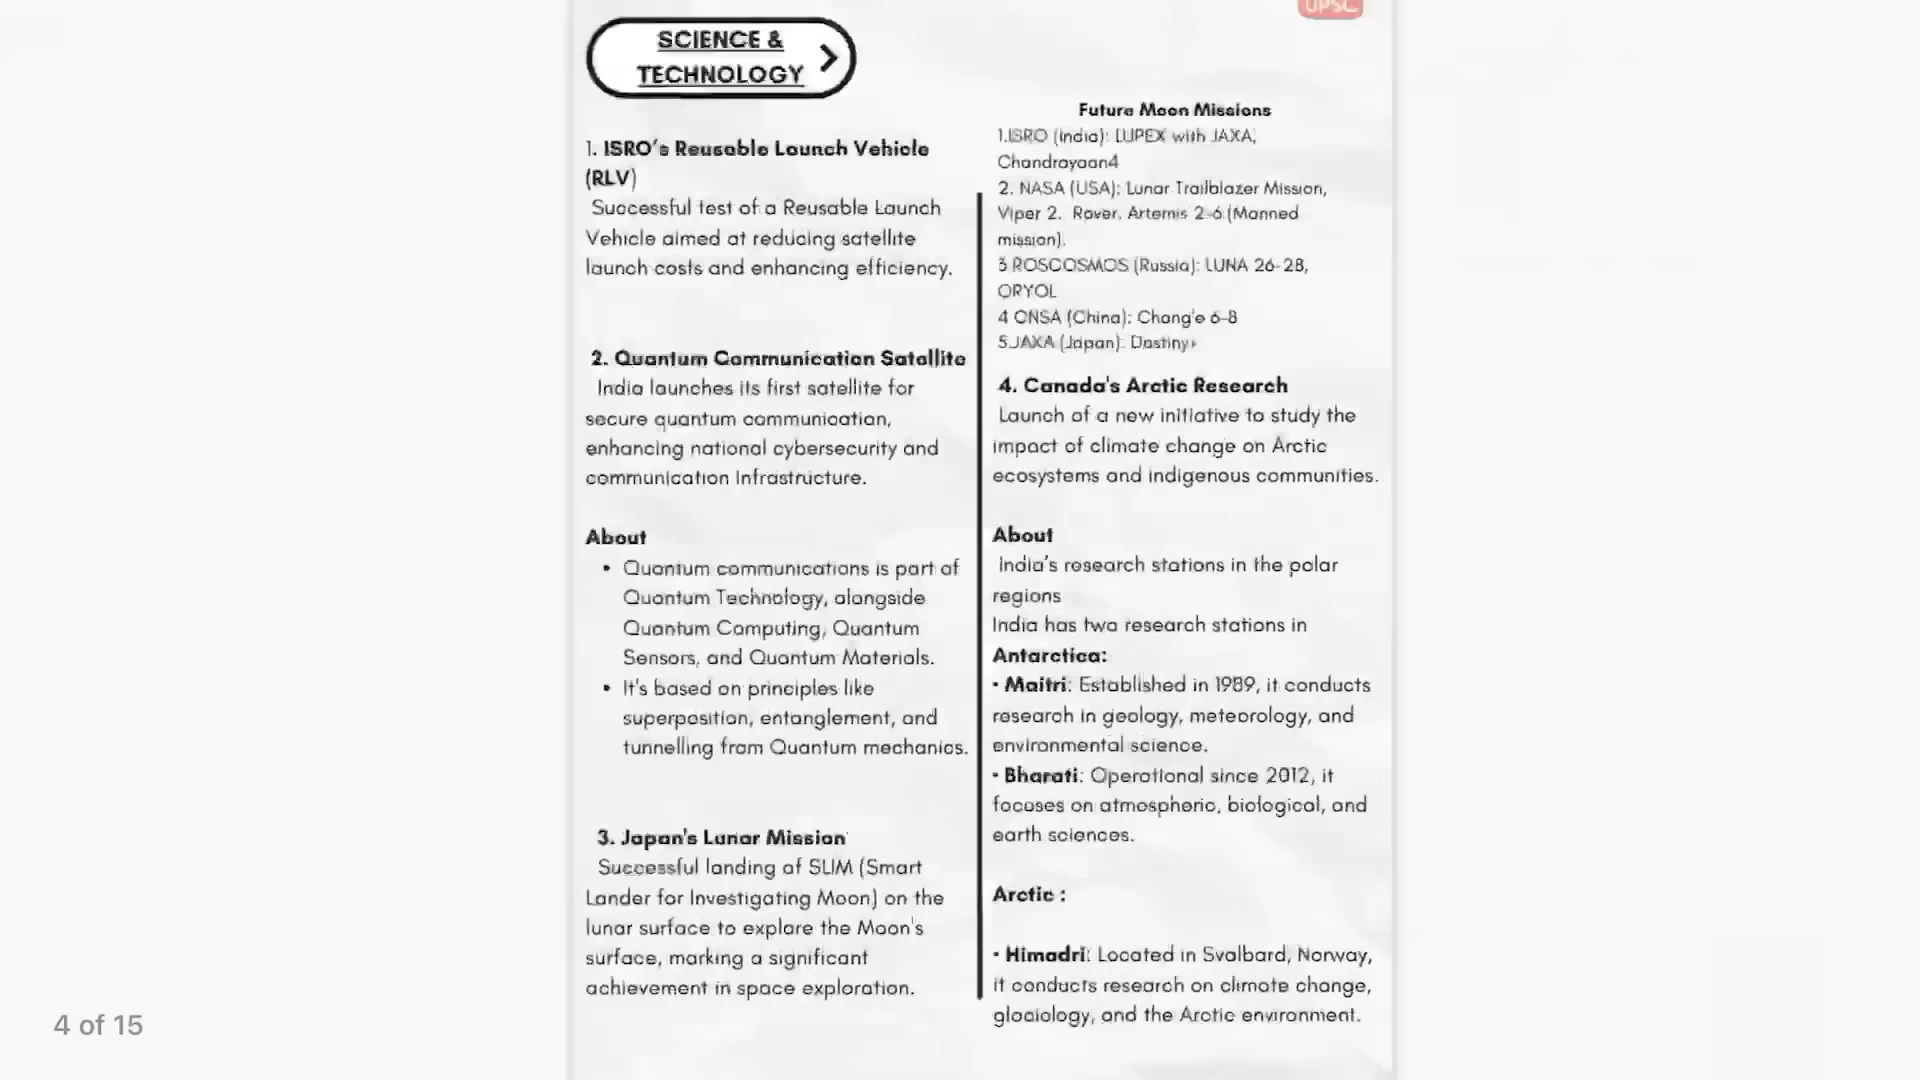 UPSC
SCIENCE &
TECHNOLOGY
1. ISRO's Reusable Launch Vehicle
(RLV)
Successful test of a Reusable Launch
Vehicle aimed at reducing satellite
launch costs and enhancing efficiency.
2. Quantum Communication Satellite
India launches its first satellite for
secure quantum communication,
enhancing national cybersecurity and
communication Infrastructure.
About
• Quantum communications is part of
Quantum Technology, alongside
Quantum Computing, Quantum
Sensors, and Quantum Materials.
• It's based on principles like
superposition, entanglement, and
tunnelling from Quantum mechanics.
3. Japan's Lunar Mission
Successful landing of SLIM (Smart
Lander for Investigating Moon) on the
lunar surface to explore the Moon's
surface, marking a significant
achievement in space exploration.
Future Moon Missions
1.ISRO (India): LUPEX with JAXA,
Chandrayaan4
2. NASA (USA): Lunar Trailblazer Mission,
Viper 2. Rover. Artemis 2-6 (Manned
mission).
3 ROSCOSMOS (Russia): LUNA 26-28,
ORYOL
4 CNSA (China): Chang'e 6-8
5.JAXA (Japan): Destiny+
4. Canada's Arctic Research
Launch of a new initiative to study the
impact of climate change on Arctic
ecosystems and indigenous communities.
About
India's research stations in the polar
regions
India has two research stations in
Antarctica:
• Maitri: Established in 1989, it conducts
research in geology, meteorology, and
environmental science.
• Bharati: Operational since 2012, it
focuses on atmospheric, biological, and
earth sciences.
Arctic :
• Himadri: Located in Svalbard, Norway,
it conducts research on climate change,
glaciology, and the Arctic environment.
4 of 15